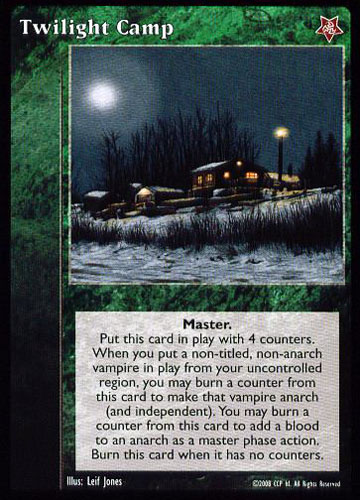 Twilight Camp
Master.
Put this card in play with 4 counters.
When you put a non-titled, non-anarch
vampire in play from your uncontrolled
region, you may burn a counter from
this card to make that vampire anarch
(and independent). You may burn a
counter from this card to add a blood
to an anarch as a master phase action.
Burn this card when it has no counters.
Illus: Leif Jones
©2008 CCP hf. All Rights Reserved